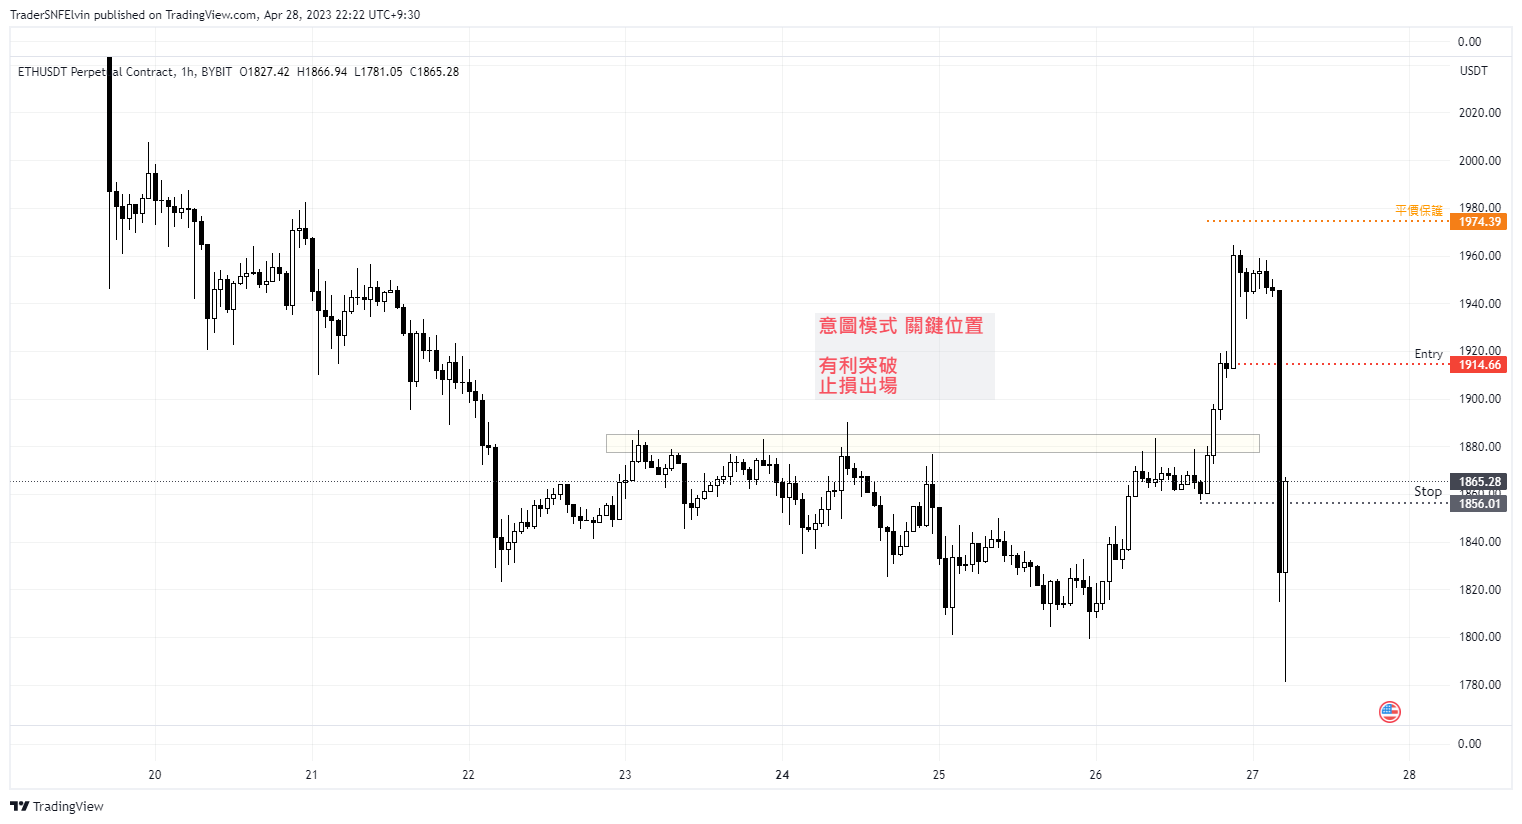 TraderSNFElvin published on TradingView.com, Apr 28, 2023 22:22 UTC+9:30
0.00
ETHUSDT Perpetual Contract, 1h, BYBIT O1827.42 H1866.94 L1781.05 C1865.28
USDT
2020.00
2000.00
1980.00
平價保護
1974.39
1960.00
1940.00
意圖模式 關鍵位置
有利突破
止損出場
1920.00
Entry
1914.66
1900.00
1880.00
1865.28
Stop
1860.00
1856.01
1840.00
1820.00
1800.00
1780.00
0.00
20 21 22 23 24 25 26 27 28
TradingView